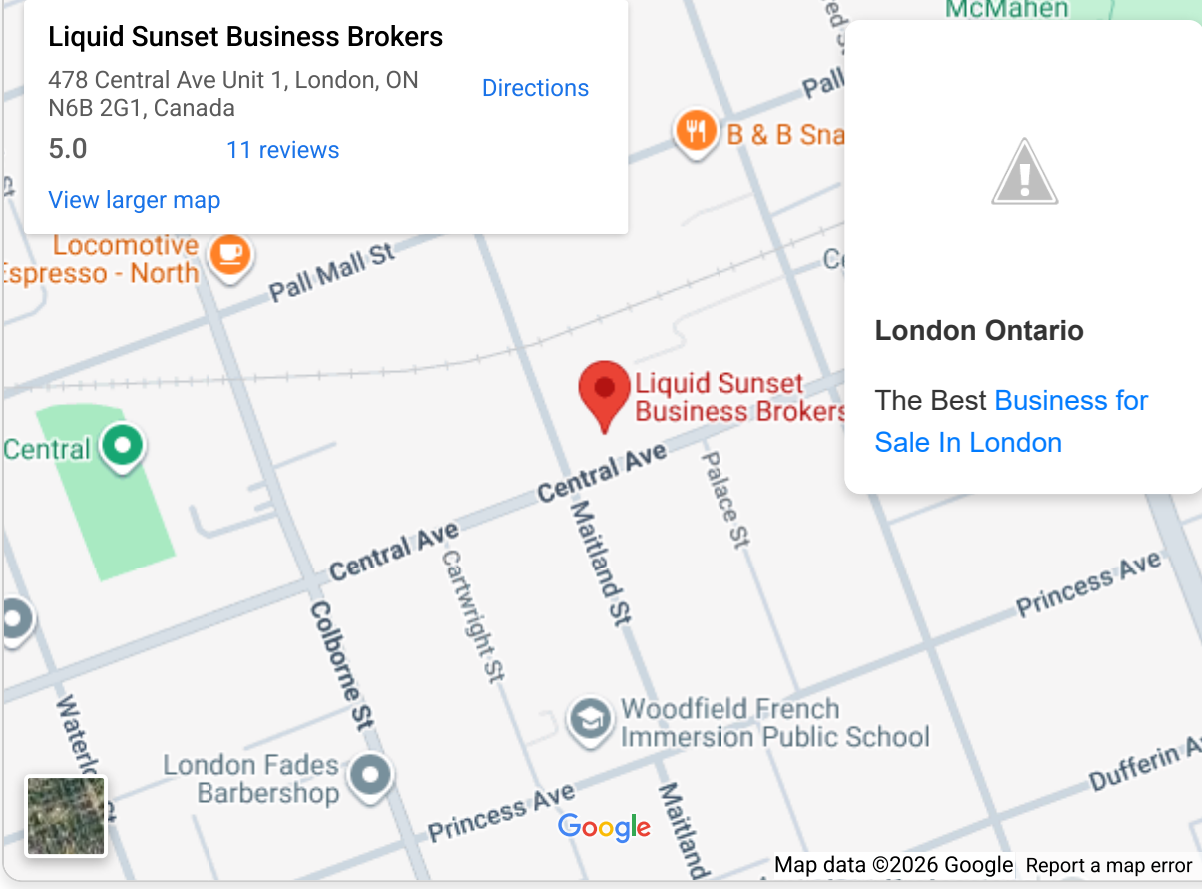 Liquid Sunset Business Brokers
478 Central Ave Unit 1, London, ON
N6B 2G1, Canada
Directions
5.0
11 reviews
View larger map
McMahen
Pall
B & B Sna
Locomotive
Espresso - North
Pall Mall St
London Ontario
The Best Business for
Sale In London
Liquid Sunset
Business Brokers
Central
Central Ave
Palace St
Central Ave
Maitland St
Cartwright St
Colborne St
Princess Ave
Woodfield French
Immersion Public School
London Fades
Barbershop
Dufferin A
Princess Ave
Maitland
Google
Map data ©2026 Google
Report a map error